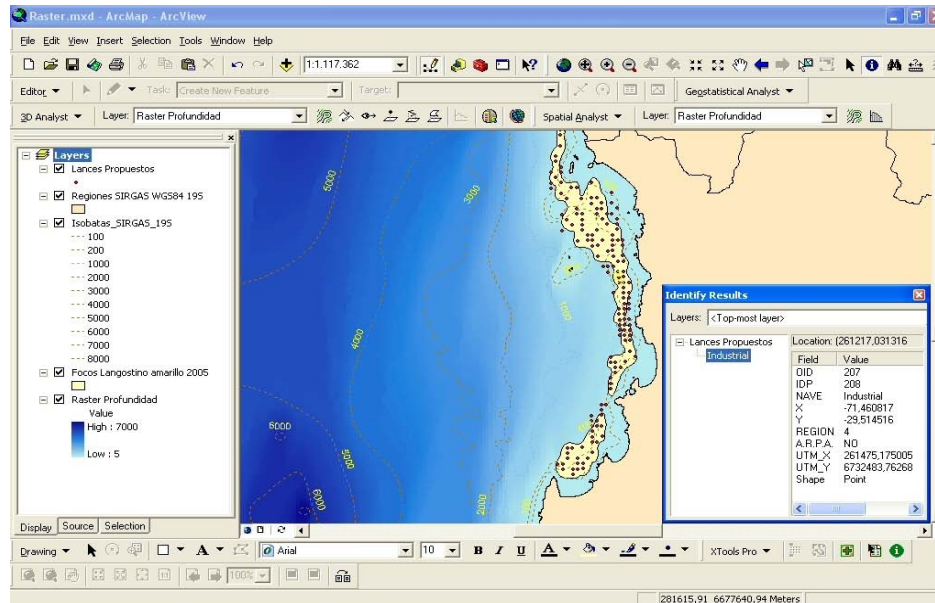 Raster.mxd - ArcMap - ArcView
File Edit View Insert Selection Tools Window Help
1:1.117.362
Editor Task: Create New Feature Target: Geostatistical Analyst
3D Analyst Layer: Raster Profundidad Spatial Analyst Layer: Raster Profundidad
Layers
Lances Propuestos
Regiones SIRGAS WGS84 19S
Isobatas_SIRGAS_19S
100
200
1000
2000
3000
4000
5000
6000
7000
8000
Focos Langostino amarillo 2005
Raster Profundidad
Value
High : 7000
Low : 5
5000
5000
3000
4000
1000
6000
5000
6000
2000
Identify Results
Layers: <Top-most layer>
Lances Propuestos
Industrial
Location: (261217,031316
Field Value
OID 207
IDP 208
NAVE Industrial
X -71,460817
Y -29,514516
REGION 4
A.R.P.A. NO
UTM_X 261475,175005
UTM_Y 6732483,76268
Shape Point
Display Source Selection
Drawing A Arial 10 B I U A XTools Pro
100%
281615,91 6677640,94 Meters